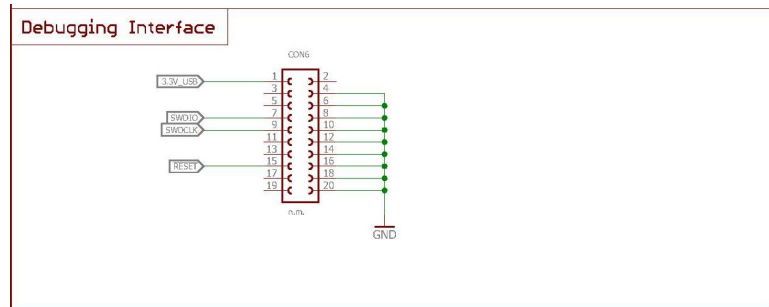 Debugging Interface
CON6
3.3V_USB 1 2
3 4
5 6
SWDIO 7 8
SWDCLK 9 10
11 12
13 14
RESET 15 16
17 18
19 20
n.m.
GND